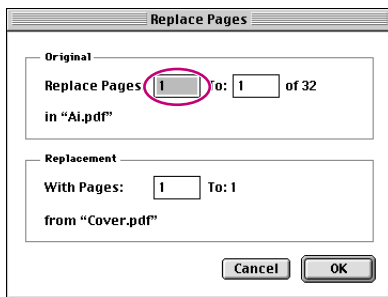 Replace Pages
Original
Replace Pages 1 To: 1 of 32
in “Ai.pdf”
Replacement
With Pages: 1 To: 1
from “Cover.pdf”
Cancel OK